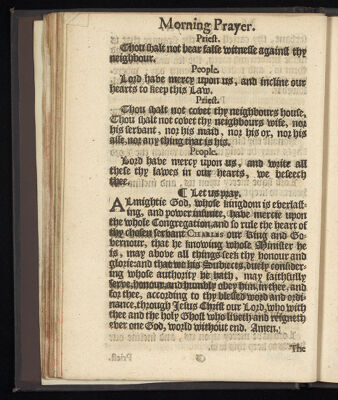 Morning Prayer.
Priest.
Thou shalt not bear false witnesse against thy
neighbour.
People.
Lord have mercy upon us, and incline our
hearts to keep this Law.
Priest.
Thou shalt not covet thy neighbours house,
Thou shalt not covet thy neighbours wife, nor
his servant, nor his maid, nor his ox, nor his
asse, nor any thing that is his.
People.
Lord have mercy upon us, and write all
these thy lawes in our hearts, we beseech
thee.
¶ Let us pray.
ALmightie God, whose kingdom is everlast-
ing, and power infinite, have mercie upon
the whole Congregation, and so rule the heart of
thy chosen servant CHARLES our King and Go-
vernour, that he knowing whose Minister he
is, may above all things seek thy honour and
glorie: and that we his Subjects, duely consider-
ing whose authority he hath, may faithfully
serve, honour, and humbly obey him, in thee, and
for thee, according to thy blessed word and ordi-
nance, through Jesus Christ our Lord, who with
thee and the holy Ghost who liveth and reigneth
ever one God, world without end. Amen.
The